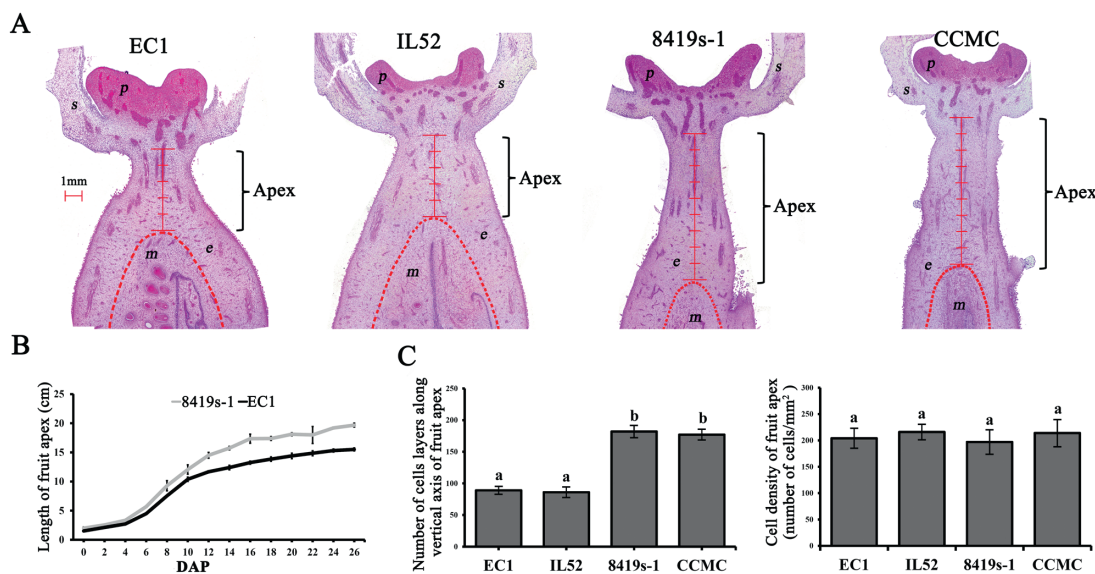 A
EC1
IL52
8419s-1
CCMC
p
s
p
s
p
s
p
s
1mm
Apex
Apex
Apex
Apex
m
e
m
e
e
m
e
m
B
Length of fruit apex (cm)
25
20
15
10
5
0
8419s-1
EC1
0 2 4 6 8 10 12 14 16 18 20 22 24 26
DAP
C
Number of cells layers along
vertical axis of fruit apex
250
200
150
100
50
0
a
a
b
b
EC1 IL52 8419s-1 CCMC
Cell density of fruit apex
(number of cells/mm²)
300
250
200
150
100
50
0
a
a
a
a
EC1 IL52 8419s-1 CCMC